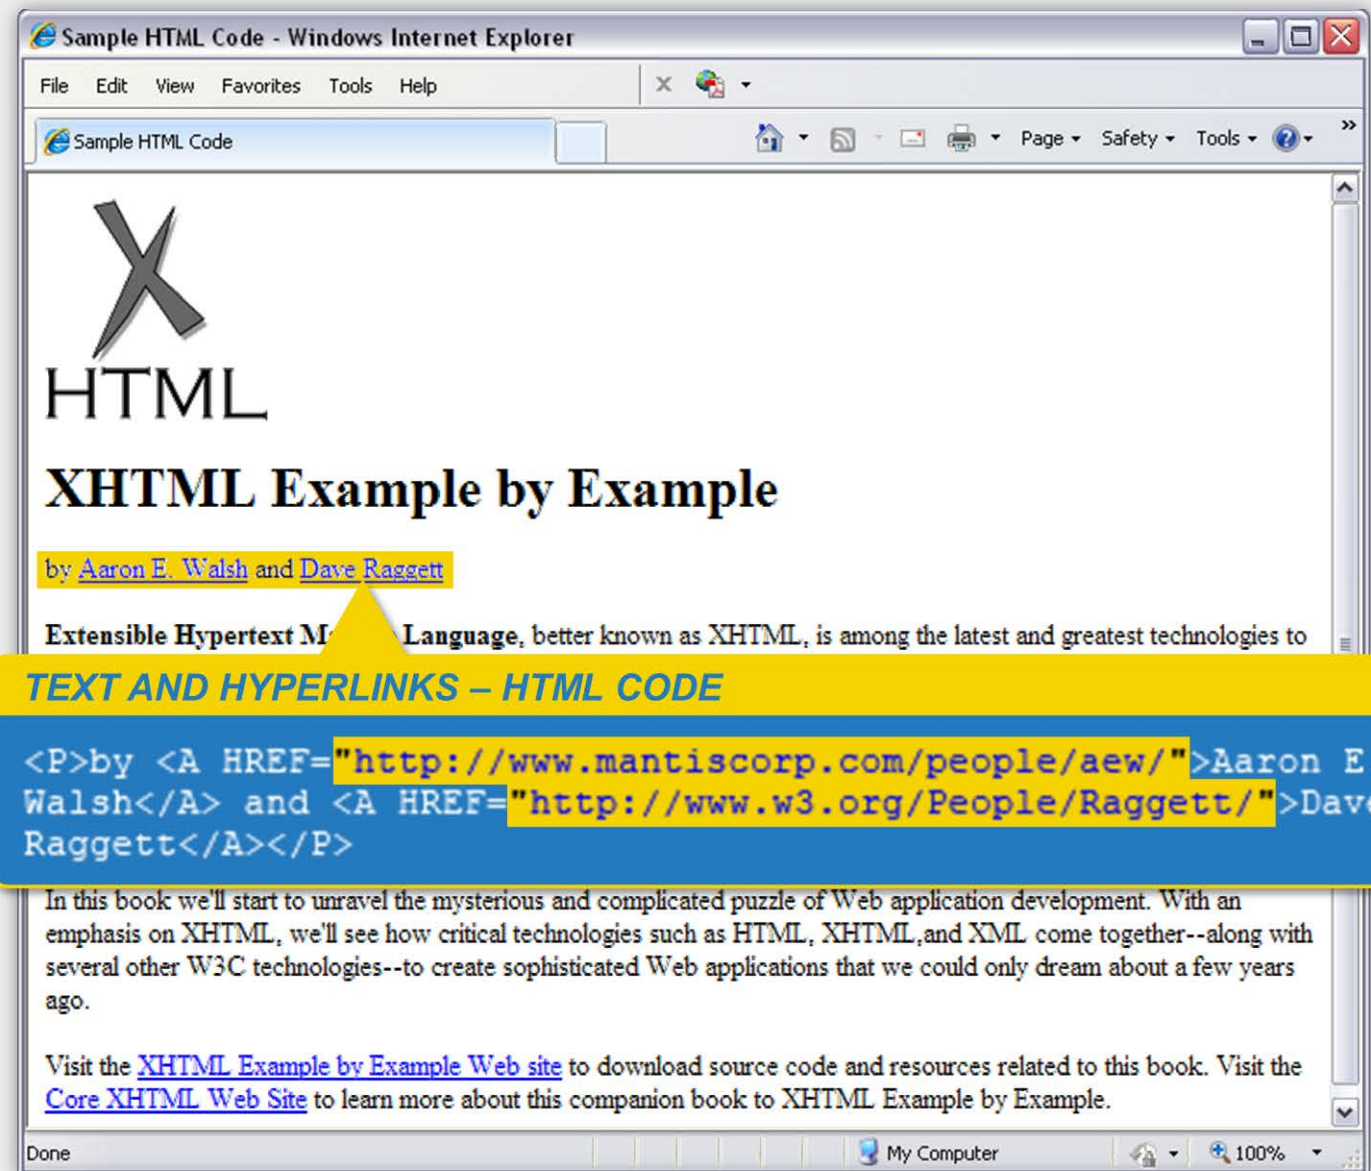 Sample HTML Code - Windows Internet Explorer
File Edit View Favorites Tools Help
Sample HTML Code
Page Safety Tools
X
HTML
XHTML Example by Example
by Aaron E. Walsh and Dave Raggett
Extensible Hypertext Ma Language, better known as XHTML, is among the latest and greatest technologies to
TEXT AND HYPERLINKS – HTML CODE
<P>by <A HREF="http://www.mantiscorp.com/people/aew/">Aaron E
Walsh</A> and <A HREF="http://www.w3.org/People/Raggett/">Dave
Raggett</A></P>
In this book we'll start to unravel the mysterious and complicated puzzle of Web application development. With an
emphasis on XHTML, we'll see how critical technologies such as HTML, XHTML,and XML come together--along with
several other W3C technologies--to create sophisticated Web applications that we could only dream about a few years
ago.
Visit the XHTML Example by Example Web site to download source code and resources related to this book. Visit the
Core XHTML Web Site to learn more about this companion book to XHTML Example by Example.
Done My Computer 100%